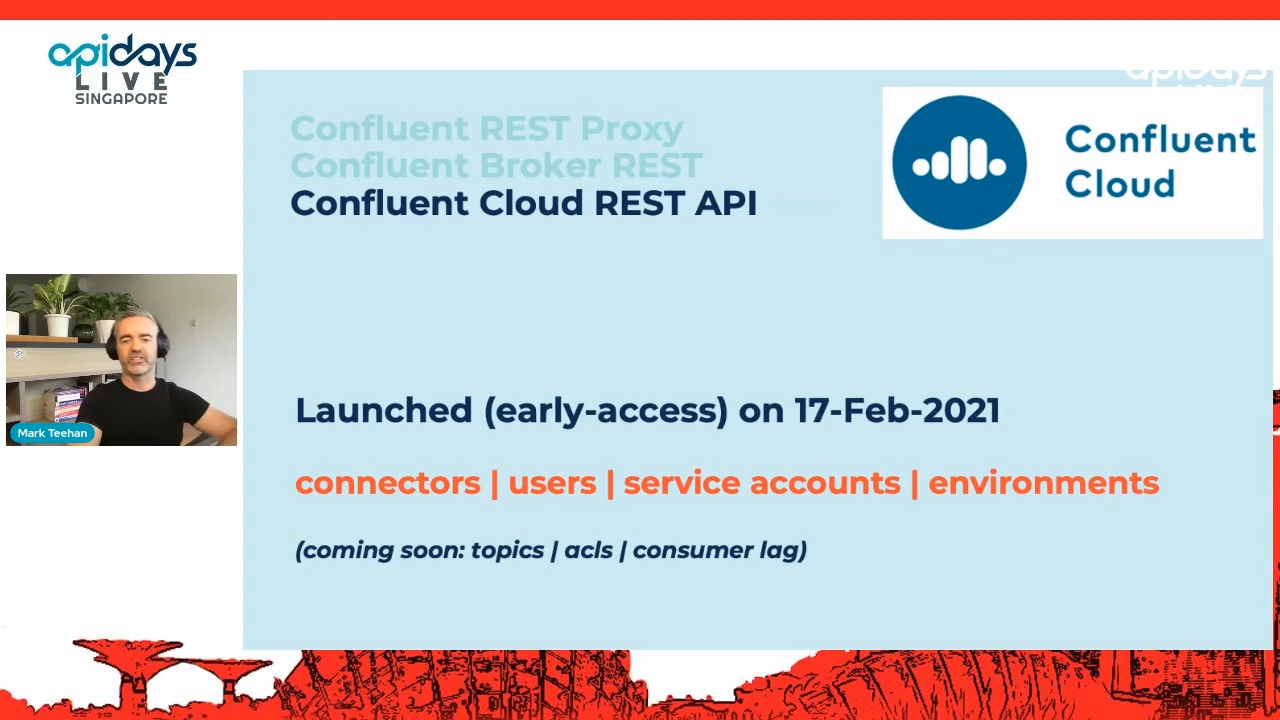 apidays
LIVE
SINGAPORE
apidays
Confluent REST Proxy
Confluent Broker REST
Confluent Cloud REST API
Confluent
Cloud
Launched (early-access) on 17-Feb-2021
connectors | users | service accounts | environments
(coming soon: topics | acls | consumer lag)
Mark Teehan